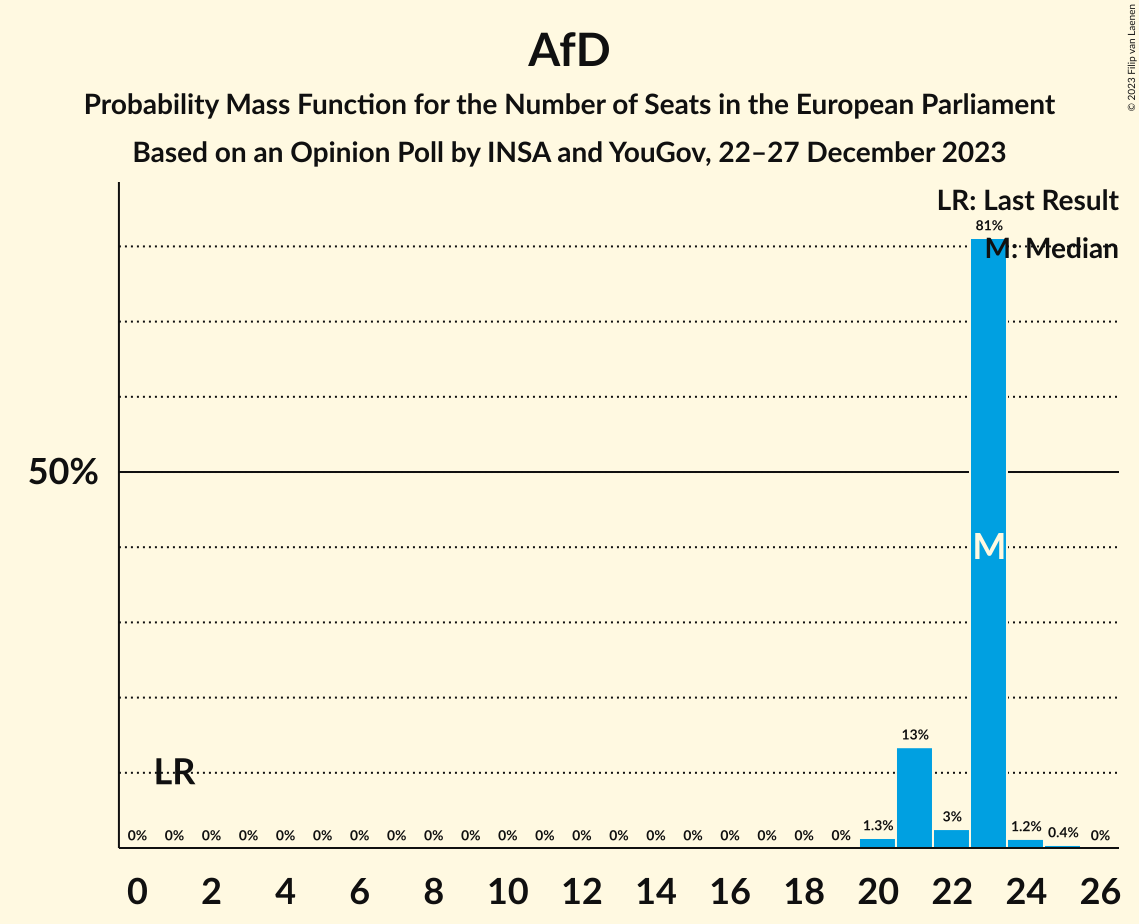 AfD
Probability Mass Function for the Number of Seats in the European Parliament
Based on an Opinion Poll by INSA and YouGov, 22–27 December 2023
© 2023 Filip van Laenen
LR: Last Result
M: Median
81%
50%
M
13%
LR
0% 0% 0% 0% 0% 0% 0% 0% 0% 0% 0% 0% 0% 0% 0% 0% 0% 0% 0% 0% 1.3% 3% 1.2% 0.4% 0%
0 2 4 6 8 10 12 14 16 18 20 22 24 26